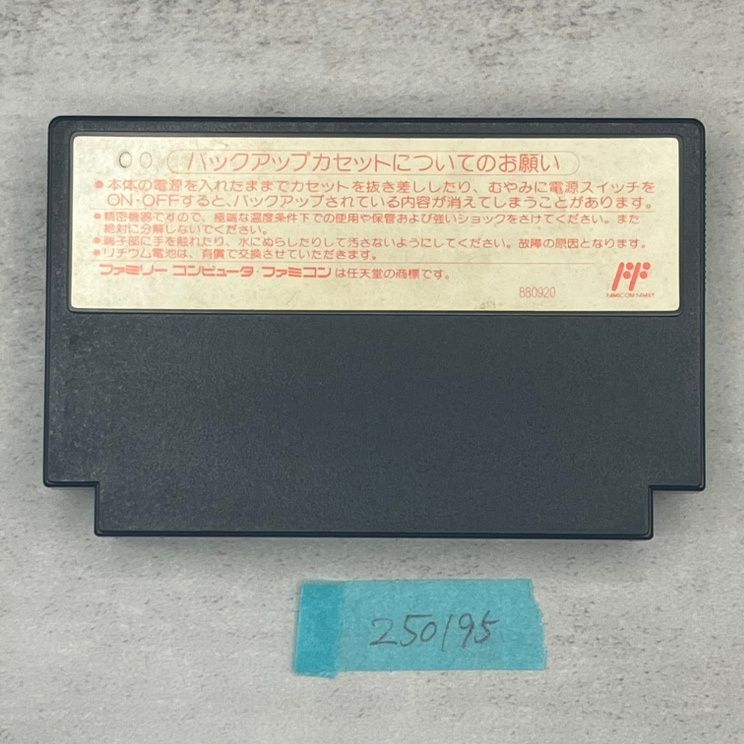 バックアップカセットについてのお願い
●本体の電源を入れたままでカセットを抜き差ししたり、むやみに電源スイッチを
ON・OFFすると、バックアップされている内容が消えてしまうことがあります。
●精密機器ですので、極端な温度条件下での使用や保管および強いショックをさけてください。また
絶対に分解しないでください。
●端子部に手を触れたり、水にぬらしたりして汚さないようにしてください。故障の原因となります。
●リチウム電池は、有償で交換させていただきます。
ファミリー コンピュータ・ファミコン は任天堂の商標です。
880920
FAMICOM FAMILY
250195